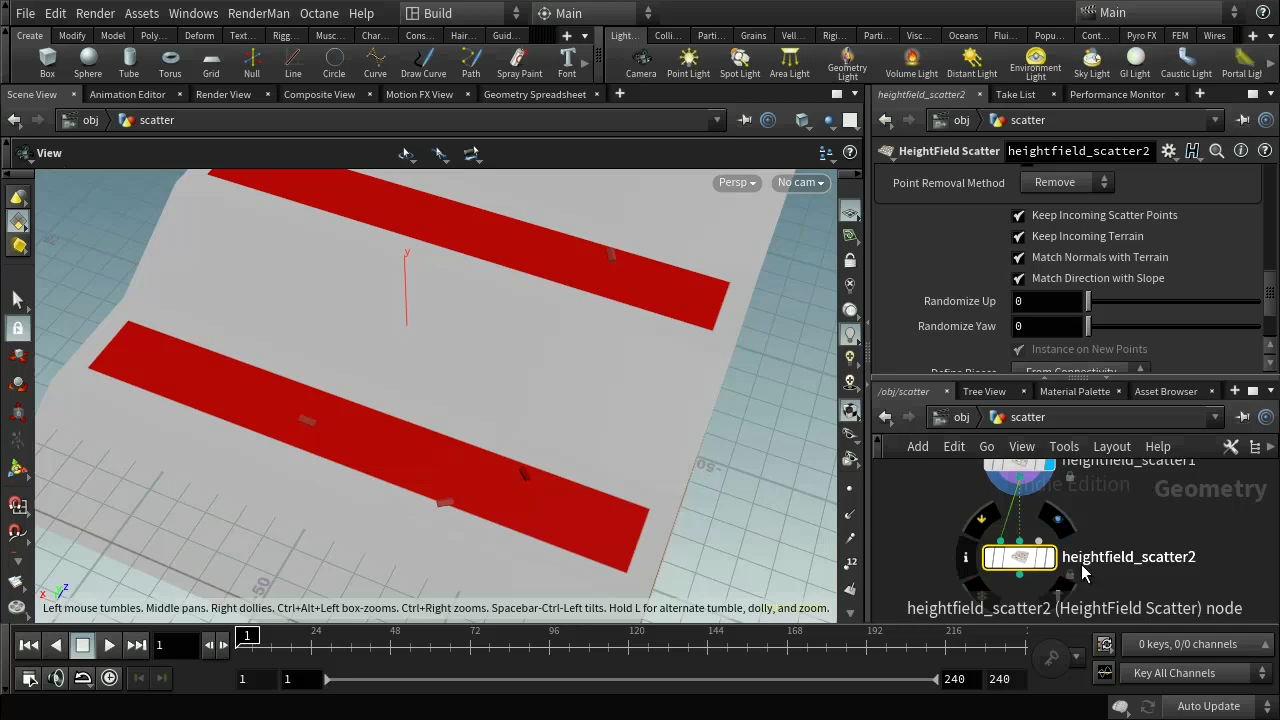 File Edit Render Assets Windows RenderMan Octane Help Build Main Main
Create Modify Model Poly... Deform Text... Rigg... Musc... Char... Cons... Hair... Guid... Light... Colli... Parti... Grains Vell... Rigi... Parti... Visc... Oceans Flui... Popu... Cont... Pyro FX FEM Wires
Box Sphere Tube Torus Grid Null Line Circle Curve Draw Curve Path Spray Paint Font Camera Point Light Spot Light Area Light Geometry Light Volume Light Distant Light Environment Light Sky Light GI Light Caustic Light Portal Ligl
Scene View Animation Editor Render View Composite View Motion FX View Geometry Spreadsheet heightfield_scatter2 Take List Performance Monitor
obj scatter obj scatter
View HeightField Scatter heightfield_scatter2
Persp No cam Point Removal Method Remove
Keep Incoming Scatter Points
Keep Incoming Terrain
y Match Normals with Terrain
Match Direction with Slope
Randomize Up 0
Randomize Yaw 0
Instance on New Points
From Connectivity
/obj/scatter Tree View Material Palette Asset Browser
obj scatter
Add Edit Go View Tools Layout Help
heightfield_scatter1
Indie Edition Geometry
heightfield_scatter2
x y z
50
-50
12
Left mouse tumbles. Middle pans. Right dollies. Ctrl+Alt+Left box-zooms. Ctrl+Right zooms. Spacebar-Ctrl-Left tilts. Hold L for alternate tumble, dolly, and zoom.
heightfield_scatter2 (HeightField Scatter) node
1 1 24 48 72 96 120 144 168 192 216 0 keys, 0/0 channels
1 1 240 240 Key All Channels
Auto Update